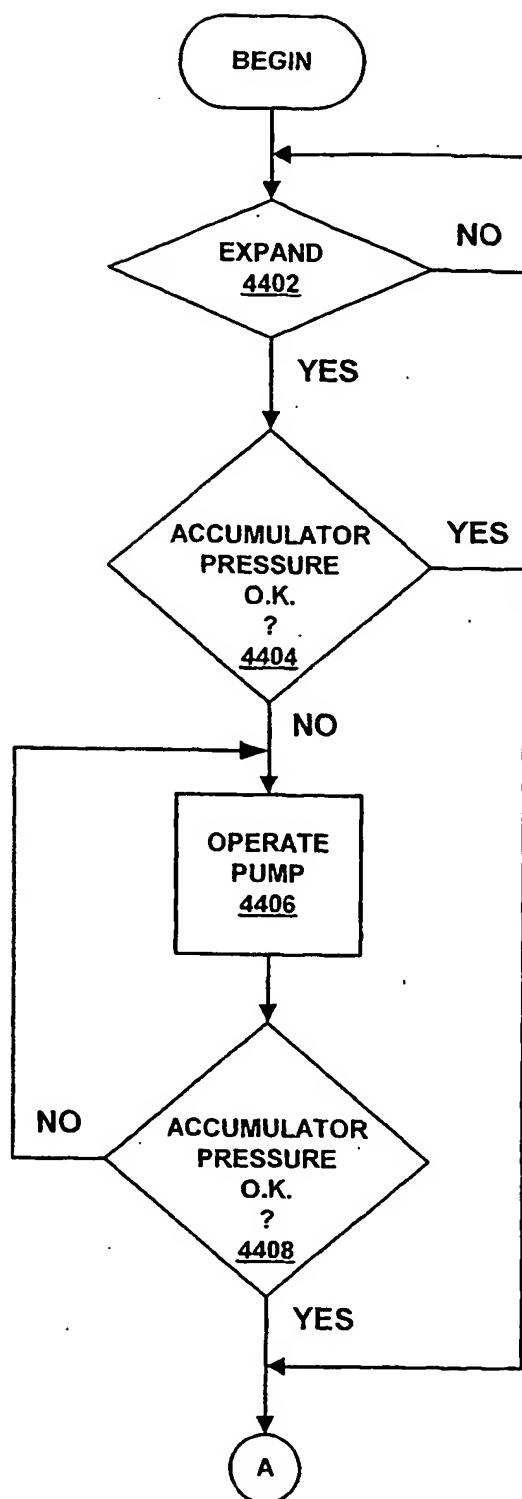 BEGIN
EXPAND
4402
NO
YES
ACCUMULATOR
PRESSURE
O.K.
?
4404
YES
NO
OPERATE
PUMP
4406
NO
ACCUMULATOR
PRESSURE
O.K.
?
4408
YES
A